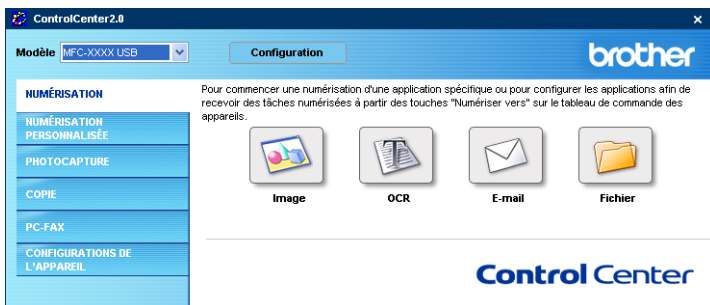 ControlCenter2.0
Modèle MFC-XXXX USB Configuration brother
NUMÉRISATION
NUMÉRISATION
PERSONNALISÉE
PHOTOCAPTURE
COPIE
PC-FAX
CONFIGURATIONS DE
L'APPAREIL
Pour commencer une numérisation d'une application spécifique ou pour configurer les applications afin de
recevoir des tâches numérisées à partir des touches "Numériser vers" sur le tableau de commande des
appareils.
Image OCR E-mail Fichier
Control Center